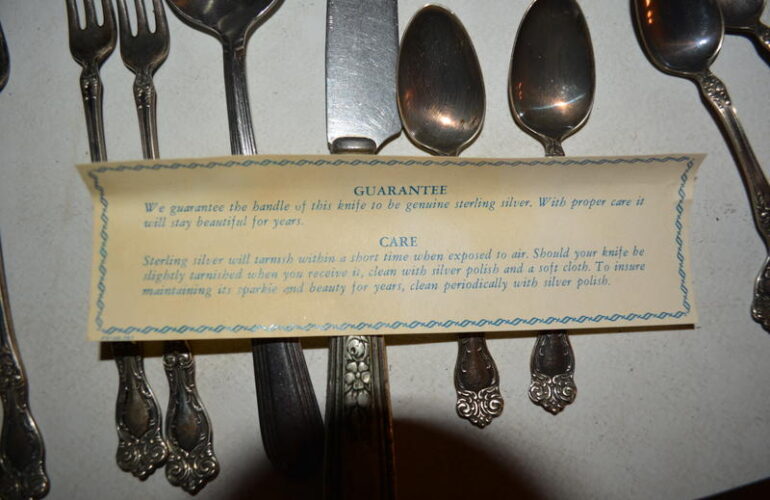 GUARANTEE
We guarantee the handle of this knife to be genuine sterling silver. With proper care it
will stay beautiful for years.
CARE
Sterling silver will tarnish within a short time when exposed to air. Should your knife be
slightly tarnished when you receive it, clean with silver polish and a soft cloth. To insure
maintaining its sparkle and beauty for years, clean periodically with silver polish.